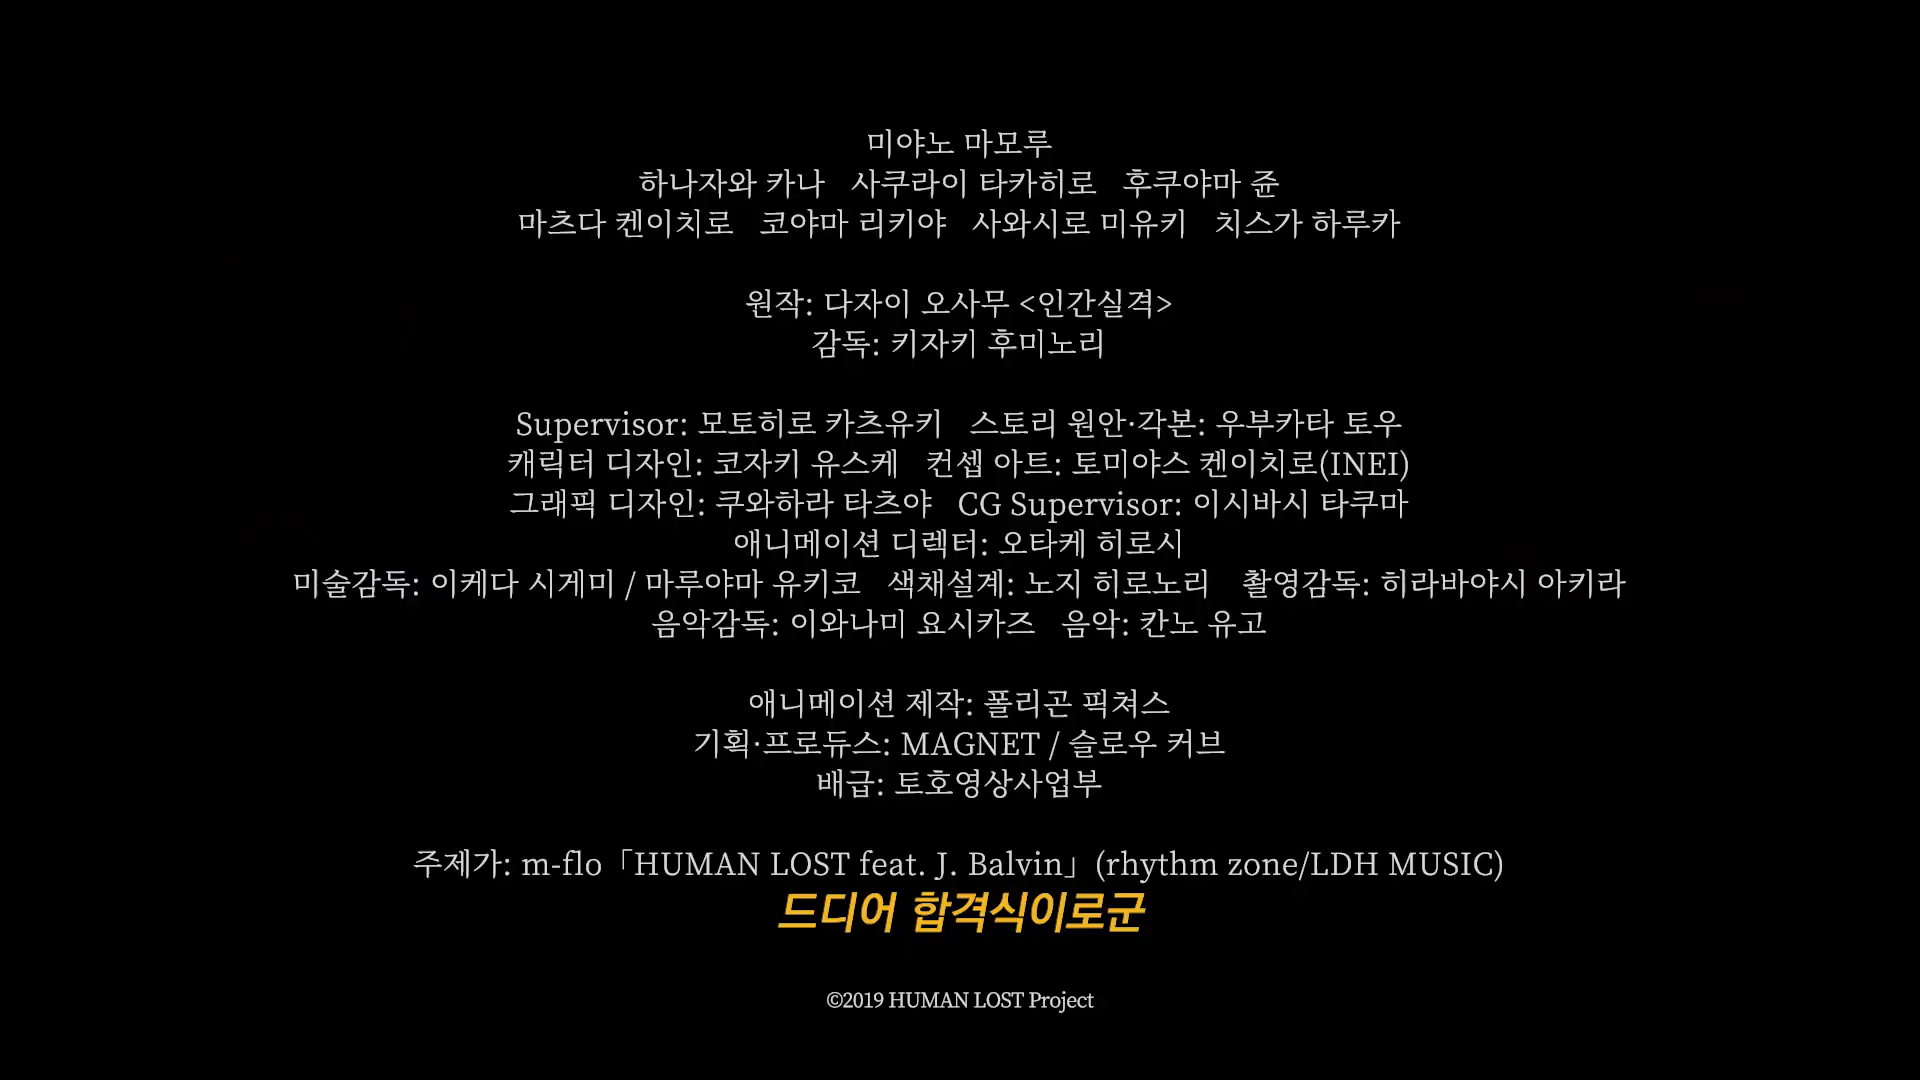 미야노 마모루
하나자와 카나 사쿠라이 타카히로 후쿠야마 쥰
마츠다 켄이치로 코야마 리키야 사와시로 미유키 치스가 하루카
원작: 다자이 오사무 <인간실격>
감독: 키자키 후미노리
Supervisor: 모토히로 카츠유키 스토리 원안·각본: 우부카타 토우
캐릭터 디자인: 코자키 유스케 컨셉 아트: 토미야스 켄이치로(INEI)
그래픽 디자인: 쿠와하라 타츠야 CG Supervisor: 이시바시 타쿠마
애니메이션 디렉터: 오타케 히로시
미술감독: 이케다 시게미 / 마루야마 유키코 색채설계: 노지 히로노리 촬영감독: 히라바야시 아키라
음악감독: 이와나미 요시카즈 음악: 칸노 유고
애니메이션 제작: 폴리곤 픽쳐스
기획·프로듀스: MAGNET / 슬로우 커브
배급: 토호영상사업부
주제가: m-flo「HUMAN LOST feat. J. Balvin」(rhythm zone/LDH MUSIC)
드디어 합격식이로군
©2019 HUMAN LOST Project